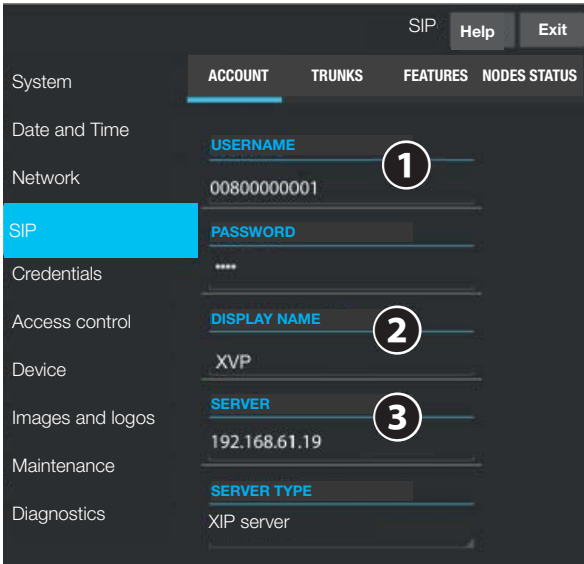 SIP Help Exit
ACCOUNT TRUNKS FEATURES NODES STATUS
System
Date and Time
Network
SIP
Credentials
Access control
Device
Images and logos
Maintenance
Diagnostics
USERNAME
1
00800000001
PASSWORD
••••
DISPLAY NAME
2
XVP
SERVER
3
192.168.61.19
SERVER TYPE
XIP server